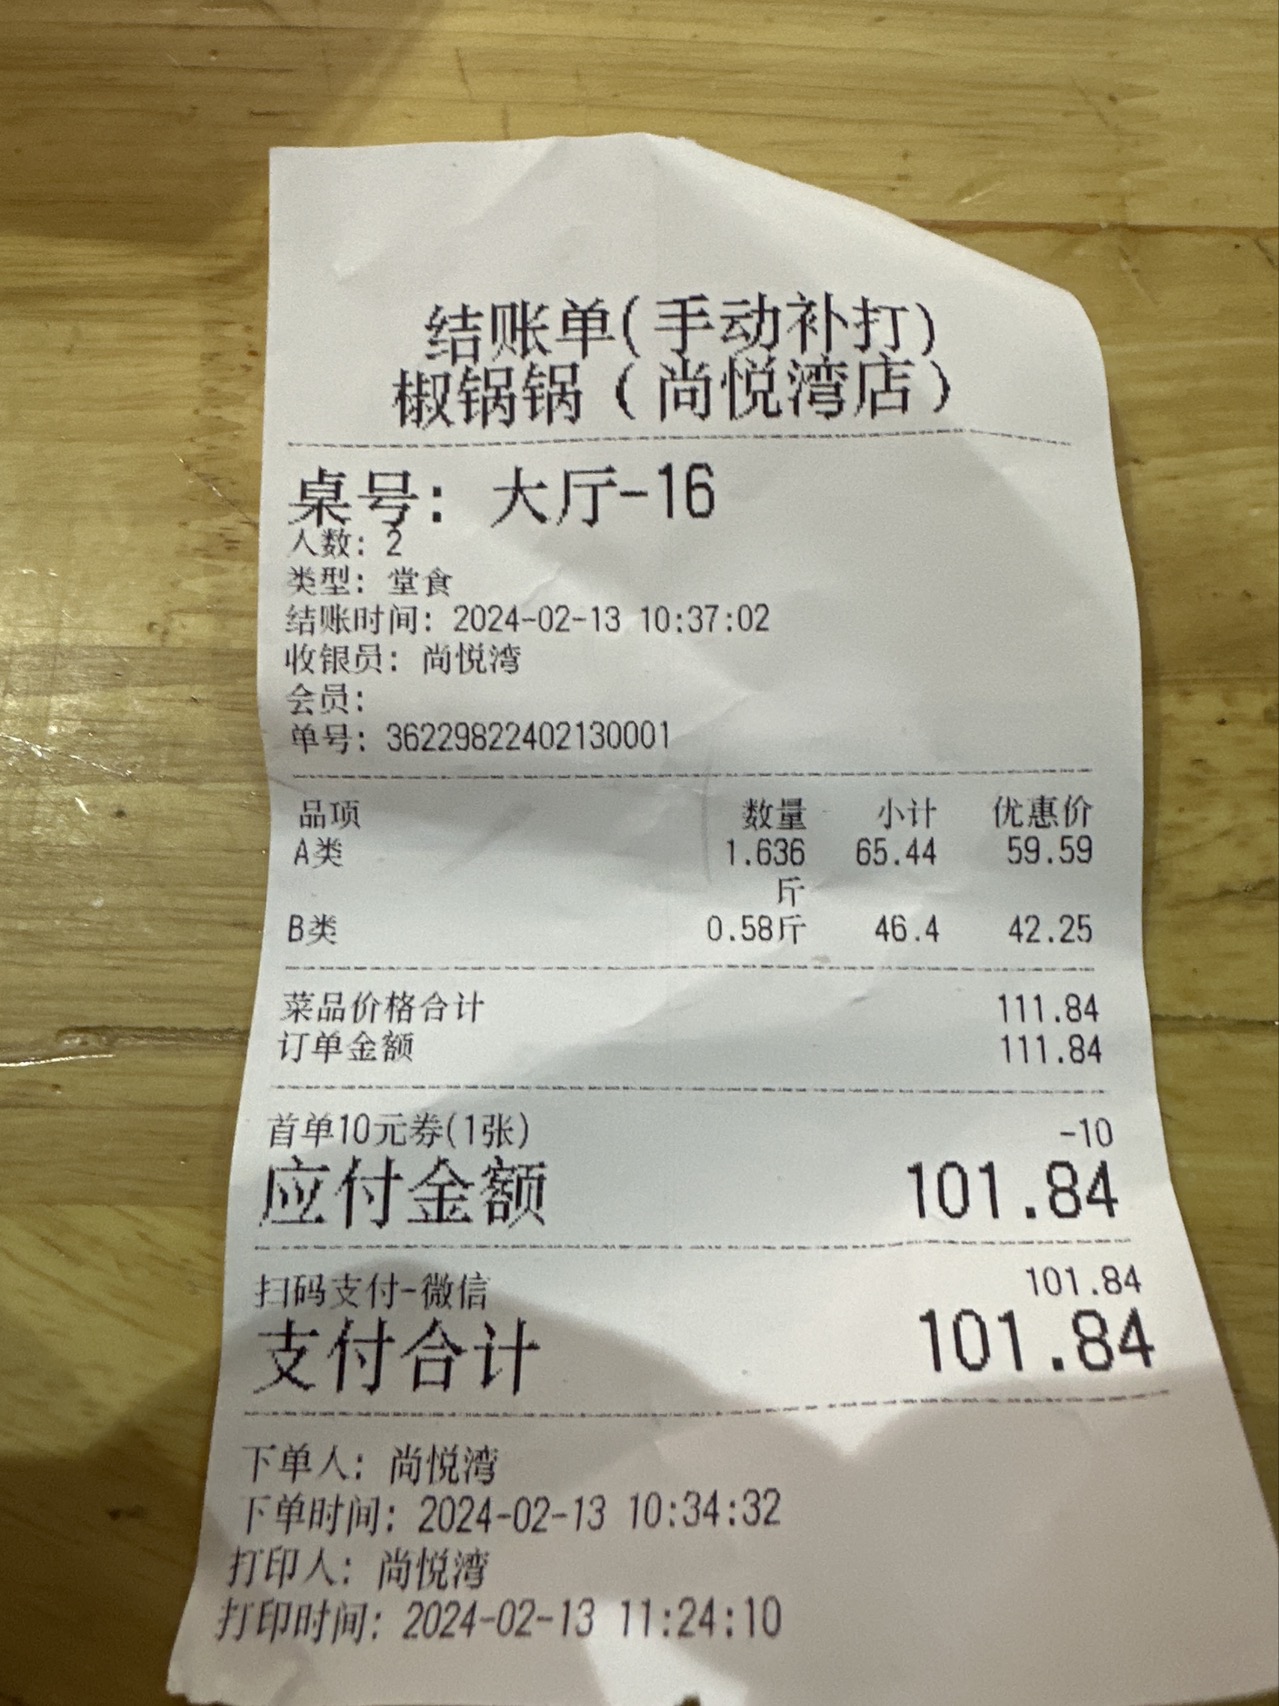 结账单(手动补打)
椒锅锅（尚悦湾店）
桌号: 大厅-16
人数: 2
类型: 堂食
结账时间: 2024-02-13 10:37:02
收银员: 尚悦湾
会员:
单号: 36229822402130001
品项 数量 小计 优惠价
A类 1.636 65.44 59.59
斤
B类 0.58斤 46.4 42.25
菜品价格合计 111.84
订单金额 111.84
首单10元券(1张) -10
应付金额 101.84
扫码支付-微信 101.84
支付合计 101.84
下单人: 尚悦湾
下单时间: 2024-02-13 10:34:32
打印人: 尚悦湾
打印时间: 2024-02-13 11:24:10